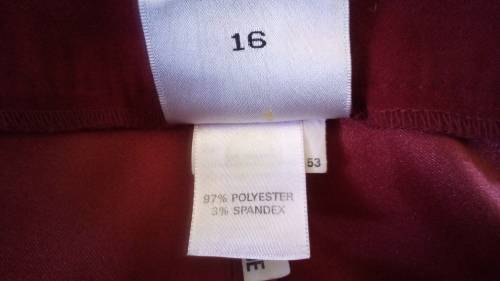 16
53
97% POLYESTER
3% SPANDEX